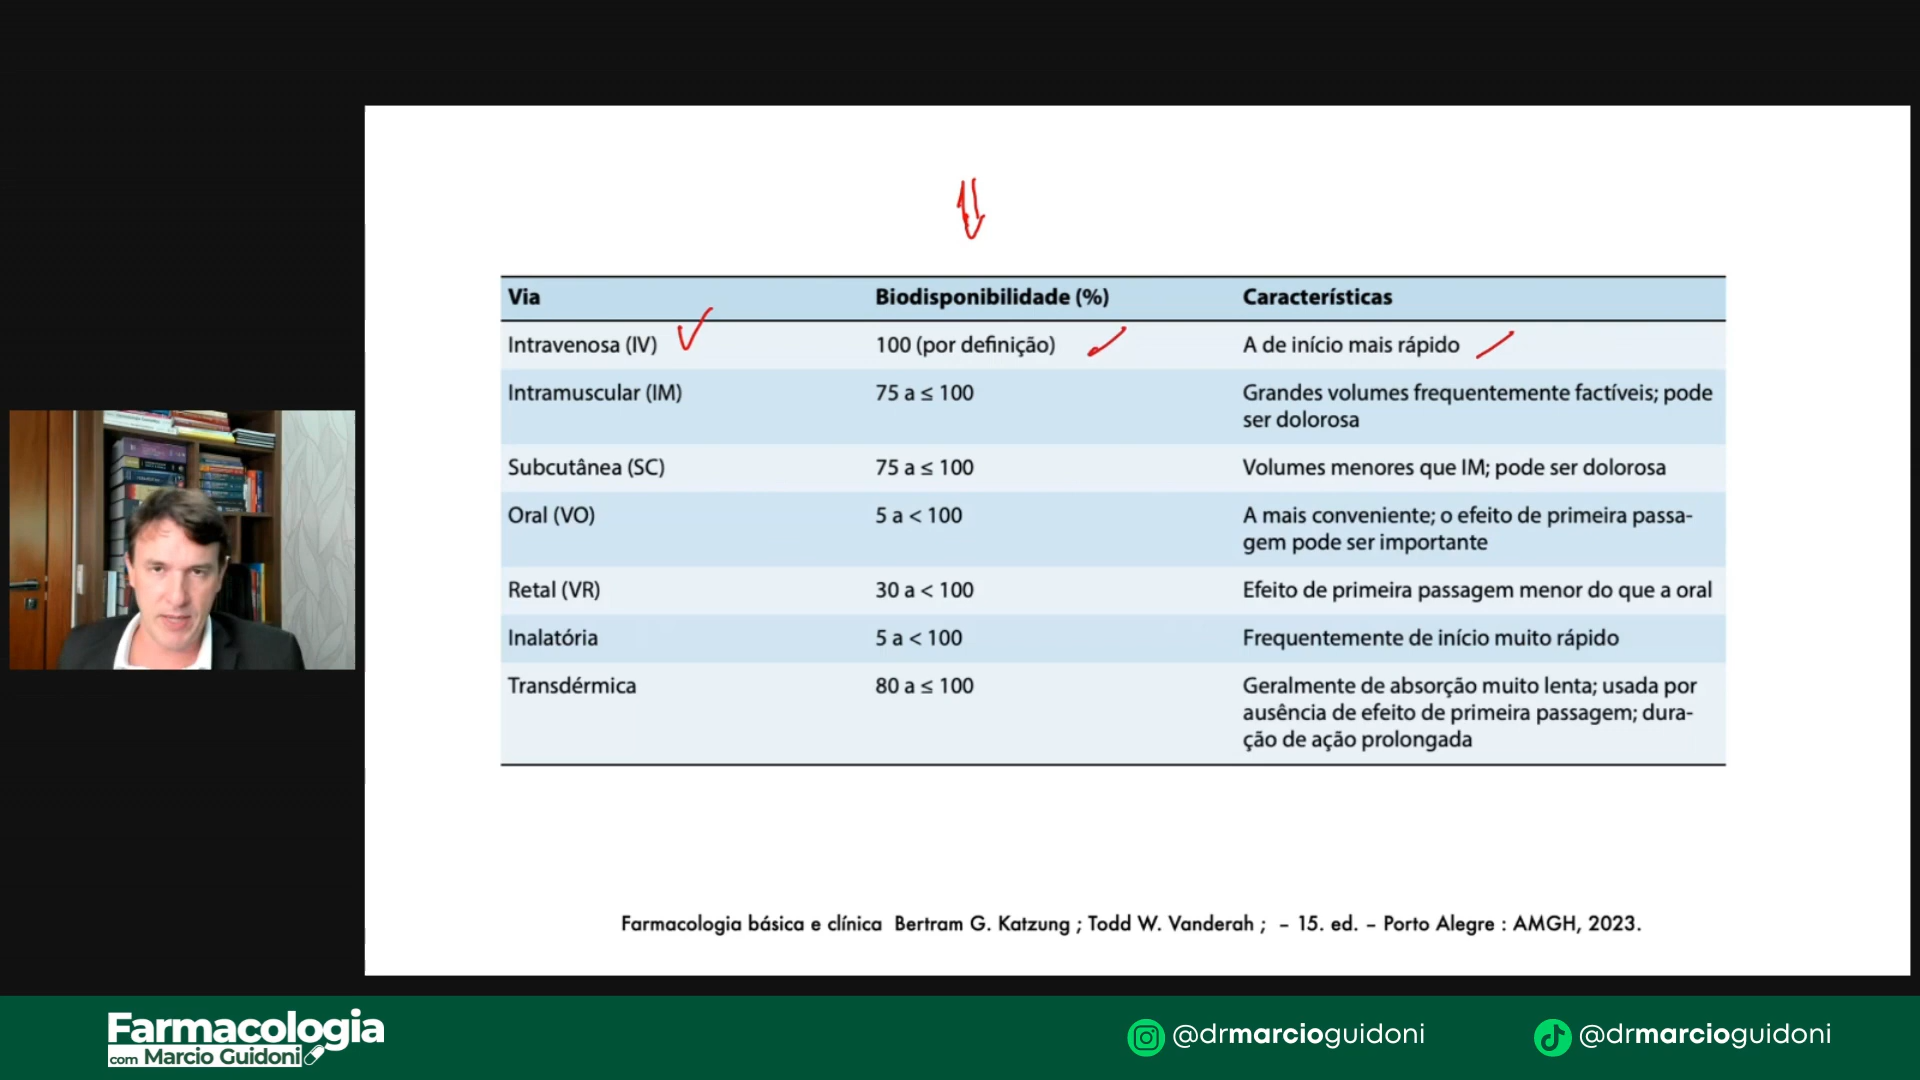 Via Biodisponibilidade (%) Características
Intravenosa (IV) 100 (por definição) A de início mais rápido
Intramuscular (IM) 75 a ≤ 100 Grandes volumes frequentemente factíveis; pode
ser dolorosa
Subcutânea (SC) 75 a ≤ 100 Volumes menores que IM; pode ser dolorosa
Oral (VO) 5 a < 100 A mais conveniente; o efeito de primeira passa-
gem pode ser importante
Retal (VR) 30 a < 100 Efeito de primeira passagem menor do que a oral
Inalatória 5 a < 100 Frequentemente de início muito rápido
Transdérmica 80 a ≤ 100 Geralmente de absorção muito lenta; usada por
ausência de efeito de primeira passagem; dura-
ção de ação prolongada
Farmacologia básica e clínica Bertram G. Katzung ; Todd W. Vanderah ; – 15. ed. – Porto Alegre : AMGH, 2023.
Farmacologia
com Marcio Guidoni
@drmarcioguidoni
@drmarcioguidoni